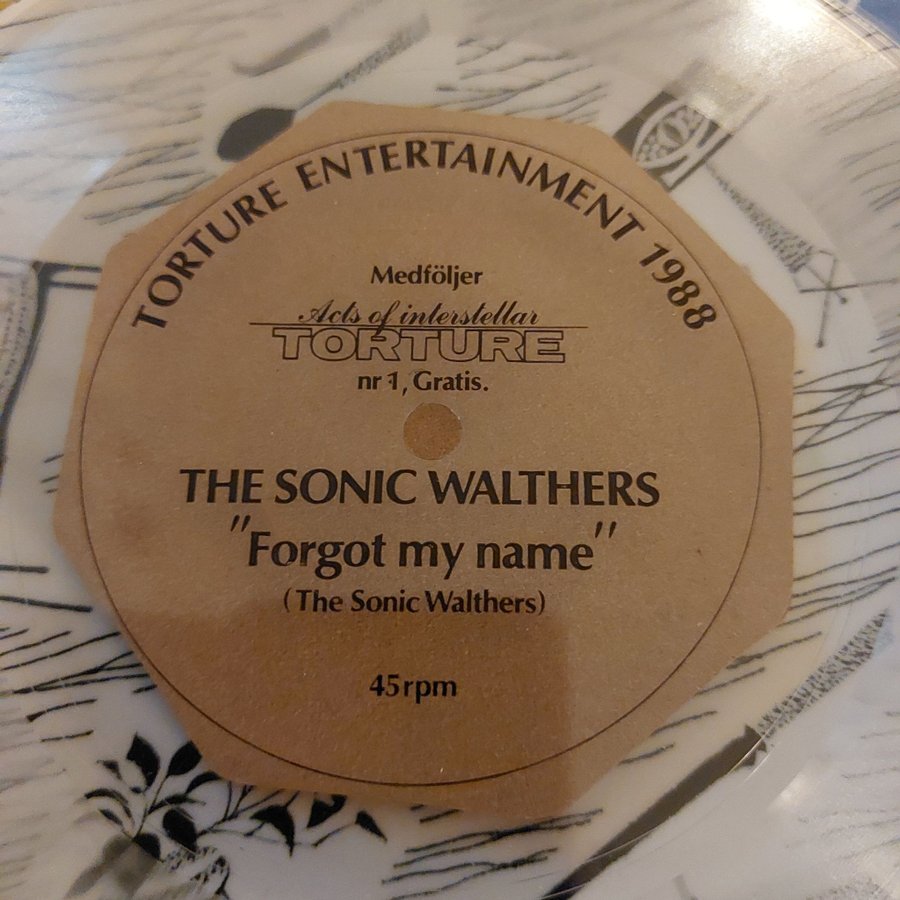 TORTURE ENTERTAINMENT 1988
Medföljer
Acts of interstellar
TORTURE
nr 1, Gratis.
THE SONIC WALTHERS
"Forgot my name"
(The Sonic Walthers)
45rpm